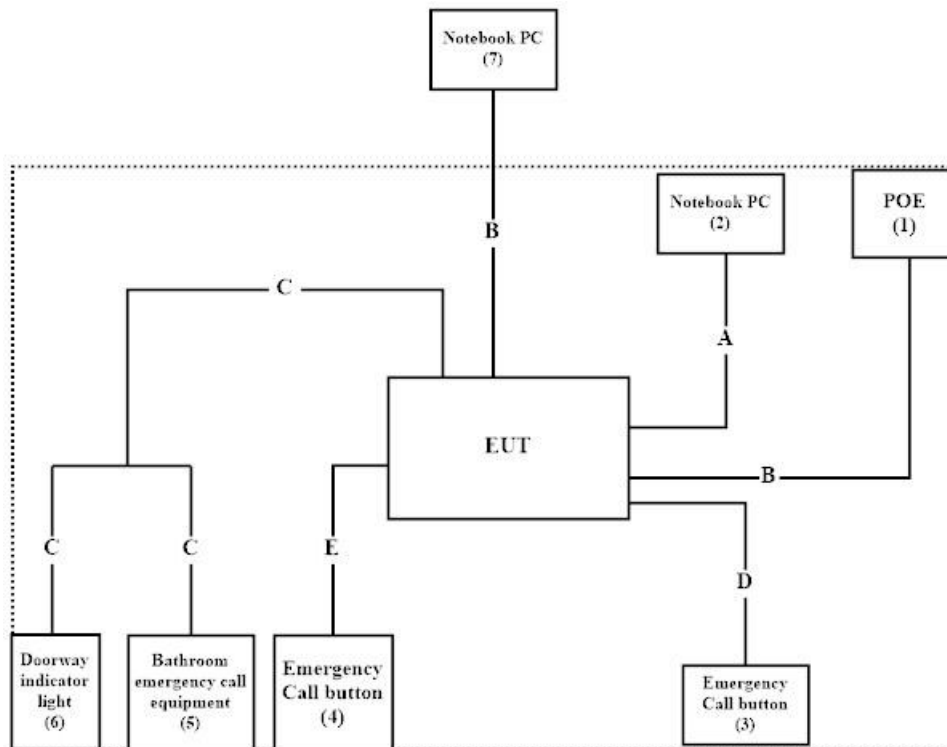 Notebook PC
(7)
Notebook PC
(2)
POE
(1)
B
C
A
EUT
B
C
C
E
D
Doorway
indicator
light
(6)
Bathroom
emergency call
equipment
(5)
Emergency
Call button
(4)
Emergency
Call button
(3)